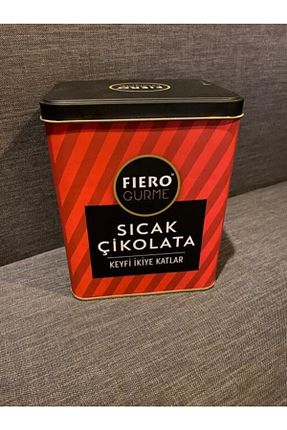 FIERO
GURME
SICAK
ÇİKOLATA
KEYFİ İKİYE KATLAR